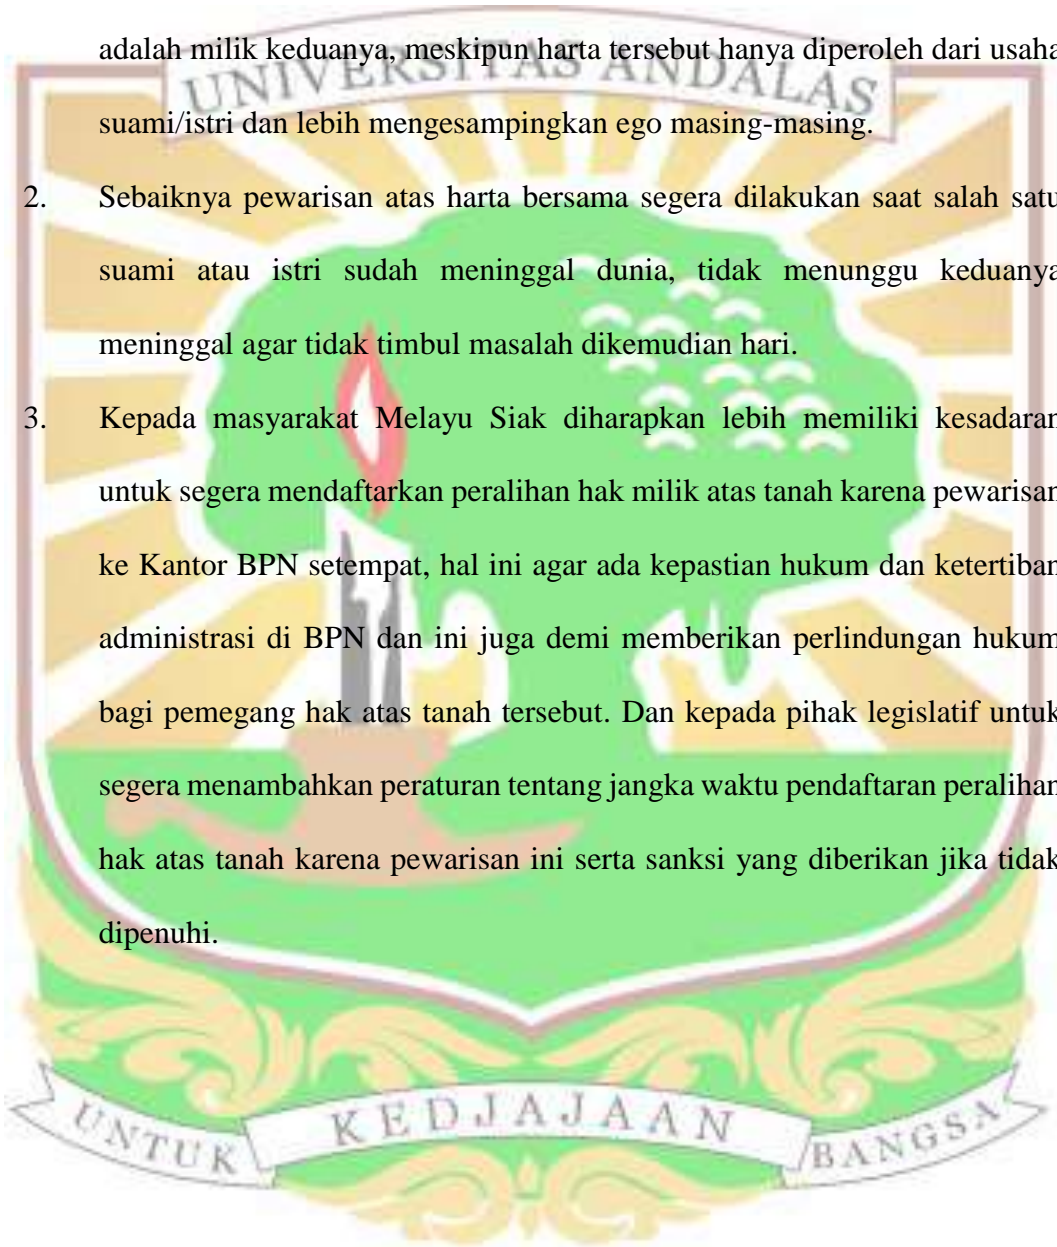 adalah milik keduanya, meskipun harta tersebut hanya diperoleh dari usaha
UNIVERSITAS ANDALAS
suami/istri dan lebih mengesampingkan ego masing-masing.
2. Sebaiknya pewarisan atas harta bersama segera dilakukan saat salah satu
suami atau istri sudah meninggal dunia, tidak menunggu keduanya
meninggal agar tidak timbul masalah dikemudian hari.
3. Kepada masyarakat Melayu Siak diharapkan lebih memiliki kesadaran
untuk segera mendaftarkan peralihan hak milik atas tanah karena pewarisan
ke Kantor BPN setempat, hal ini agar ada kepastian hukum dan ketertiban
administrasi di BPN dan ini juga demi memberikan perlindungan hukum
bagi pemegang hak atas tanah tersebut. Dan kepada pihak legislatif untuk
segera menambahkan peraturan tentang jangka waktu pendaftaran peralihan
hak atas tanah karena pewarisan ini serta sanksi yang diberikan jika tidak
dipenuhi.
UNTUK KEDJAJAAN BANGSA